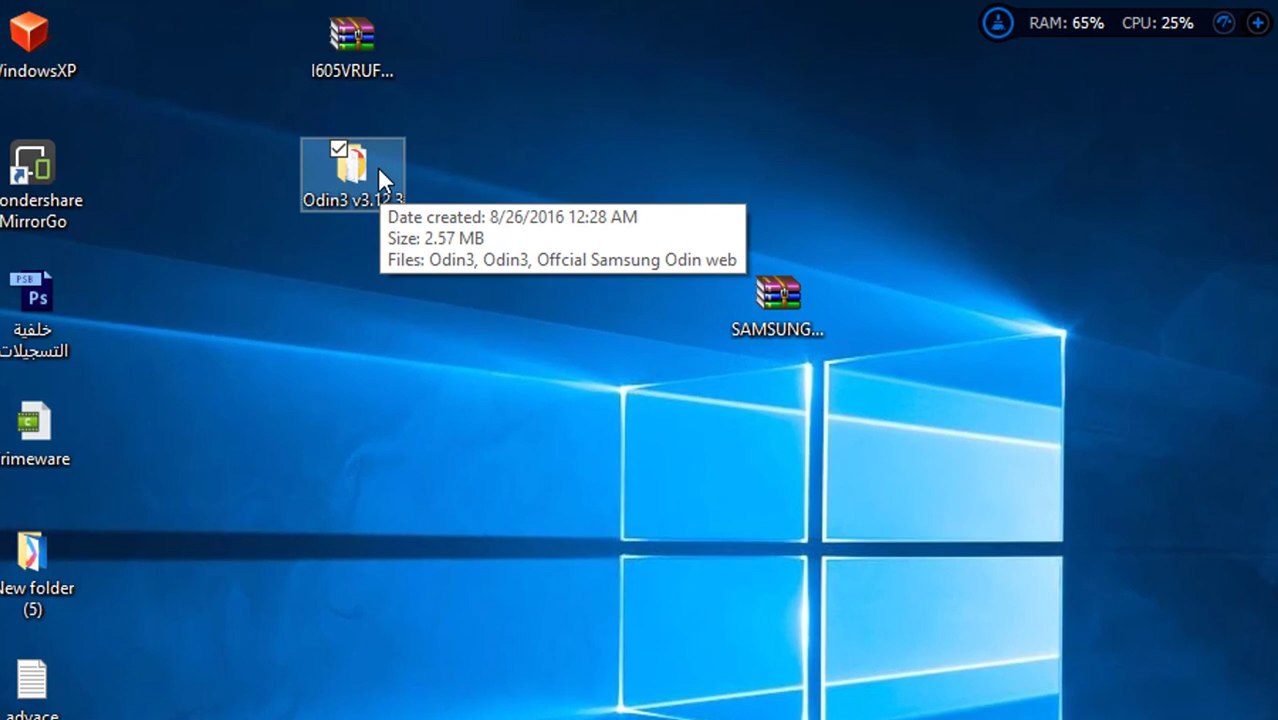 RAM: 65% CPU: 25%
indowsXP
I605VRUF...
ondershare
MirrorGo
Odin3 v3.12.3
Date created: 8/26/2016 12:28 AM
Size: 2.57 MB
Files: Odin3, Odin3, Offcial Samsung Odin web
PSB
Ps
خلفية
التسجيلات
SAMSUNG...
C
rimeware
New folder
(5)
advace